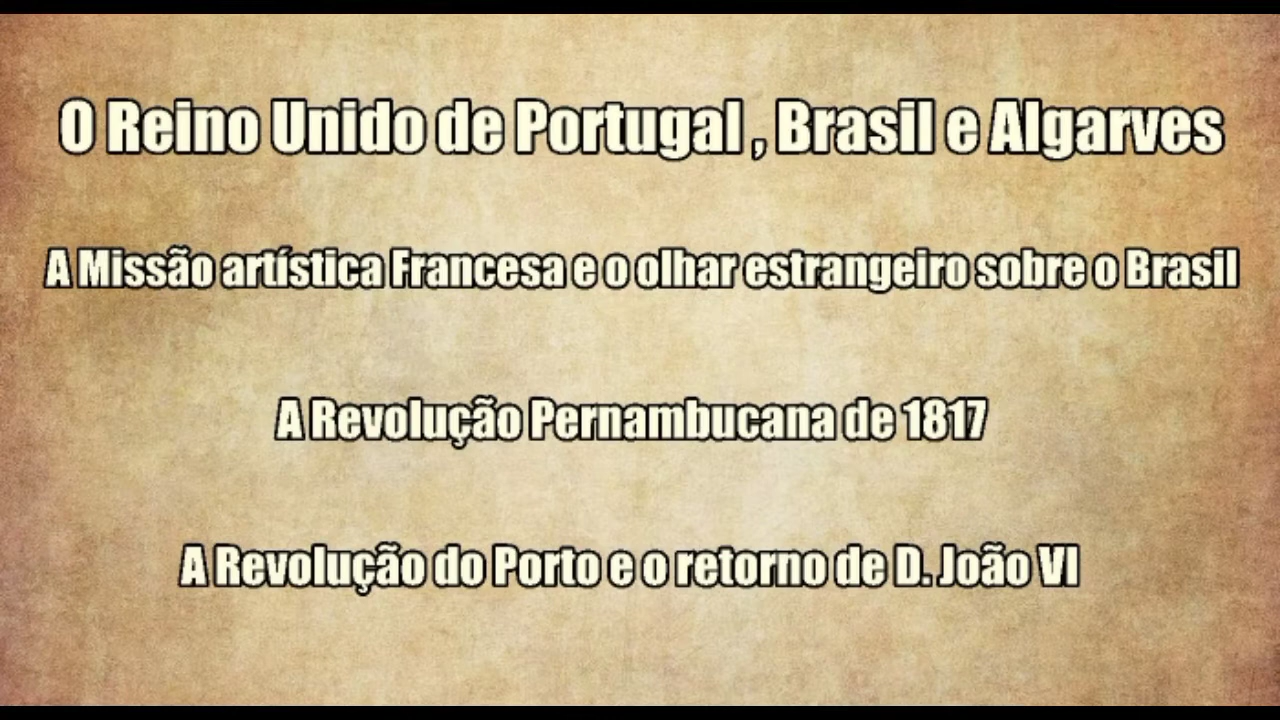 O Reino Unido de Portugal , Brasil e Algarves
A Missão artística Francesa e o olhar estrangeiro sobre o Brasil
A Revolução Pernambucana de 1817
A Revolução do Porto e o retorno de D. João VI